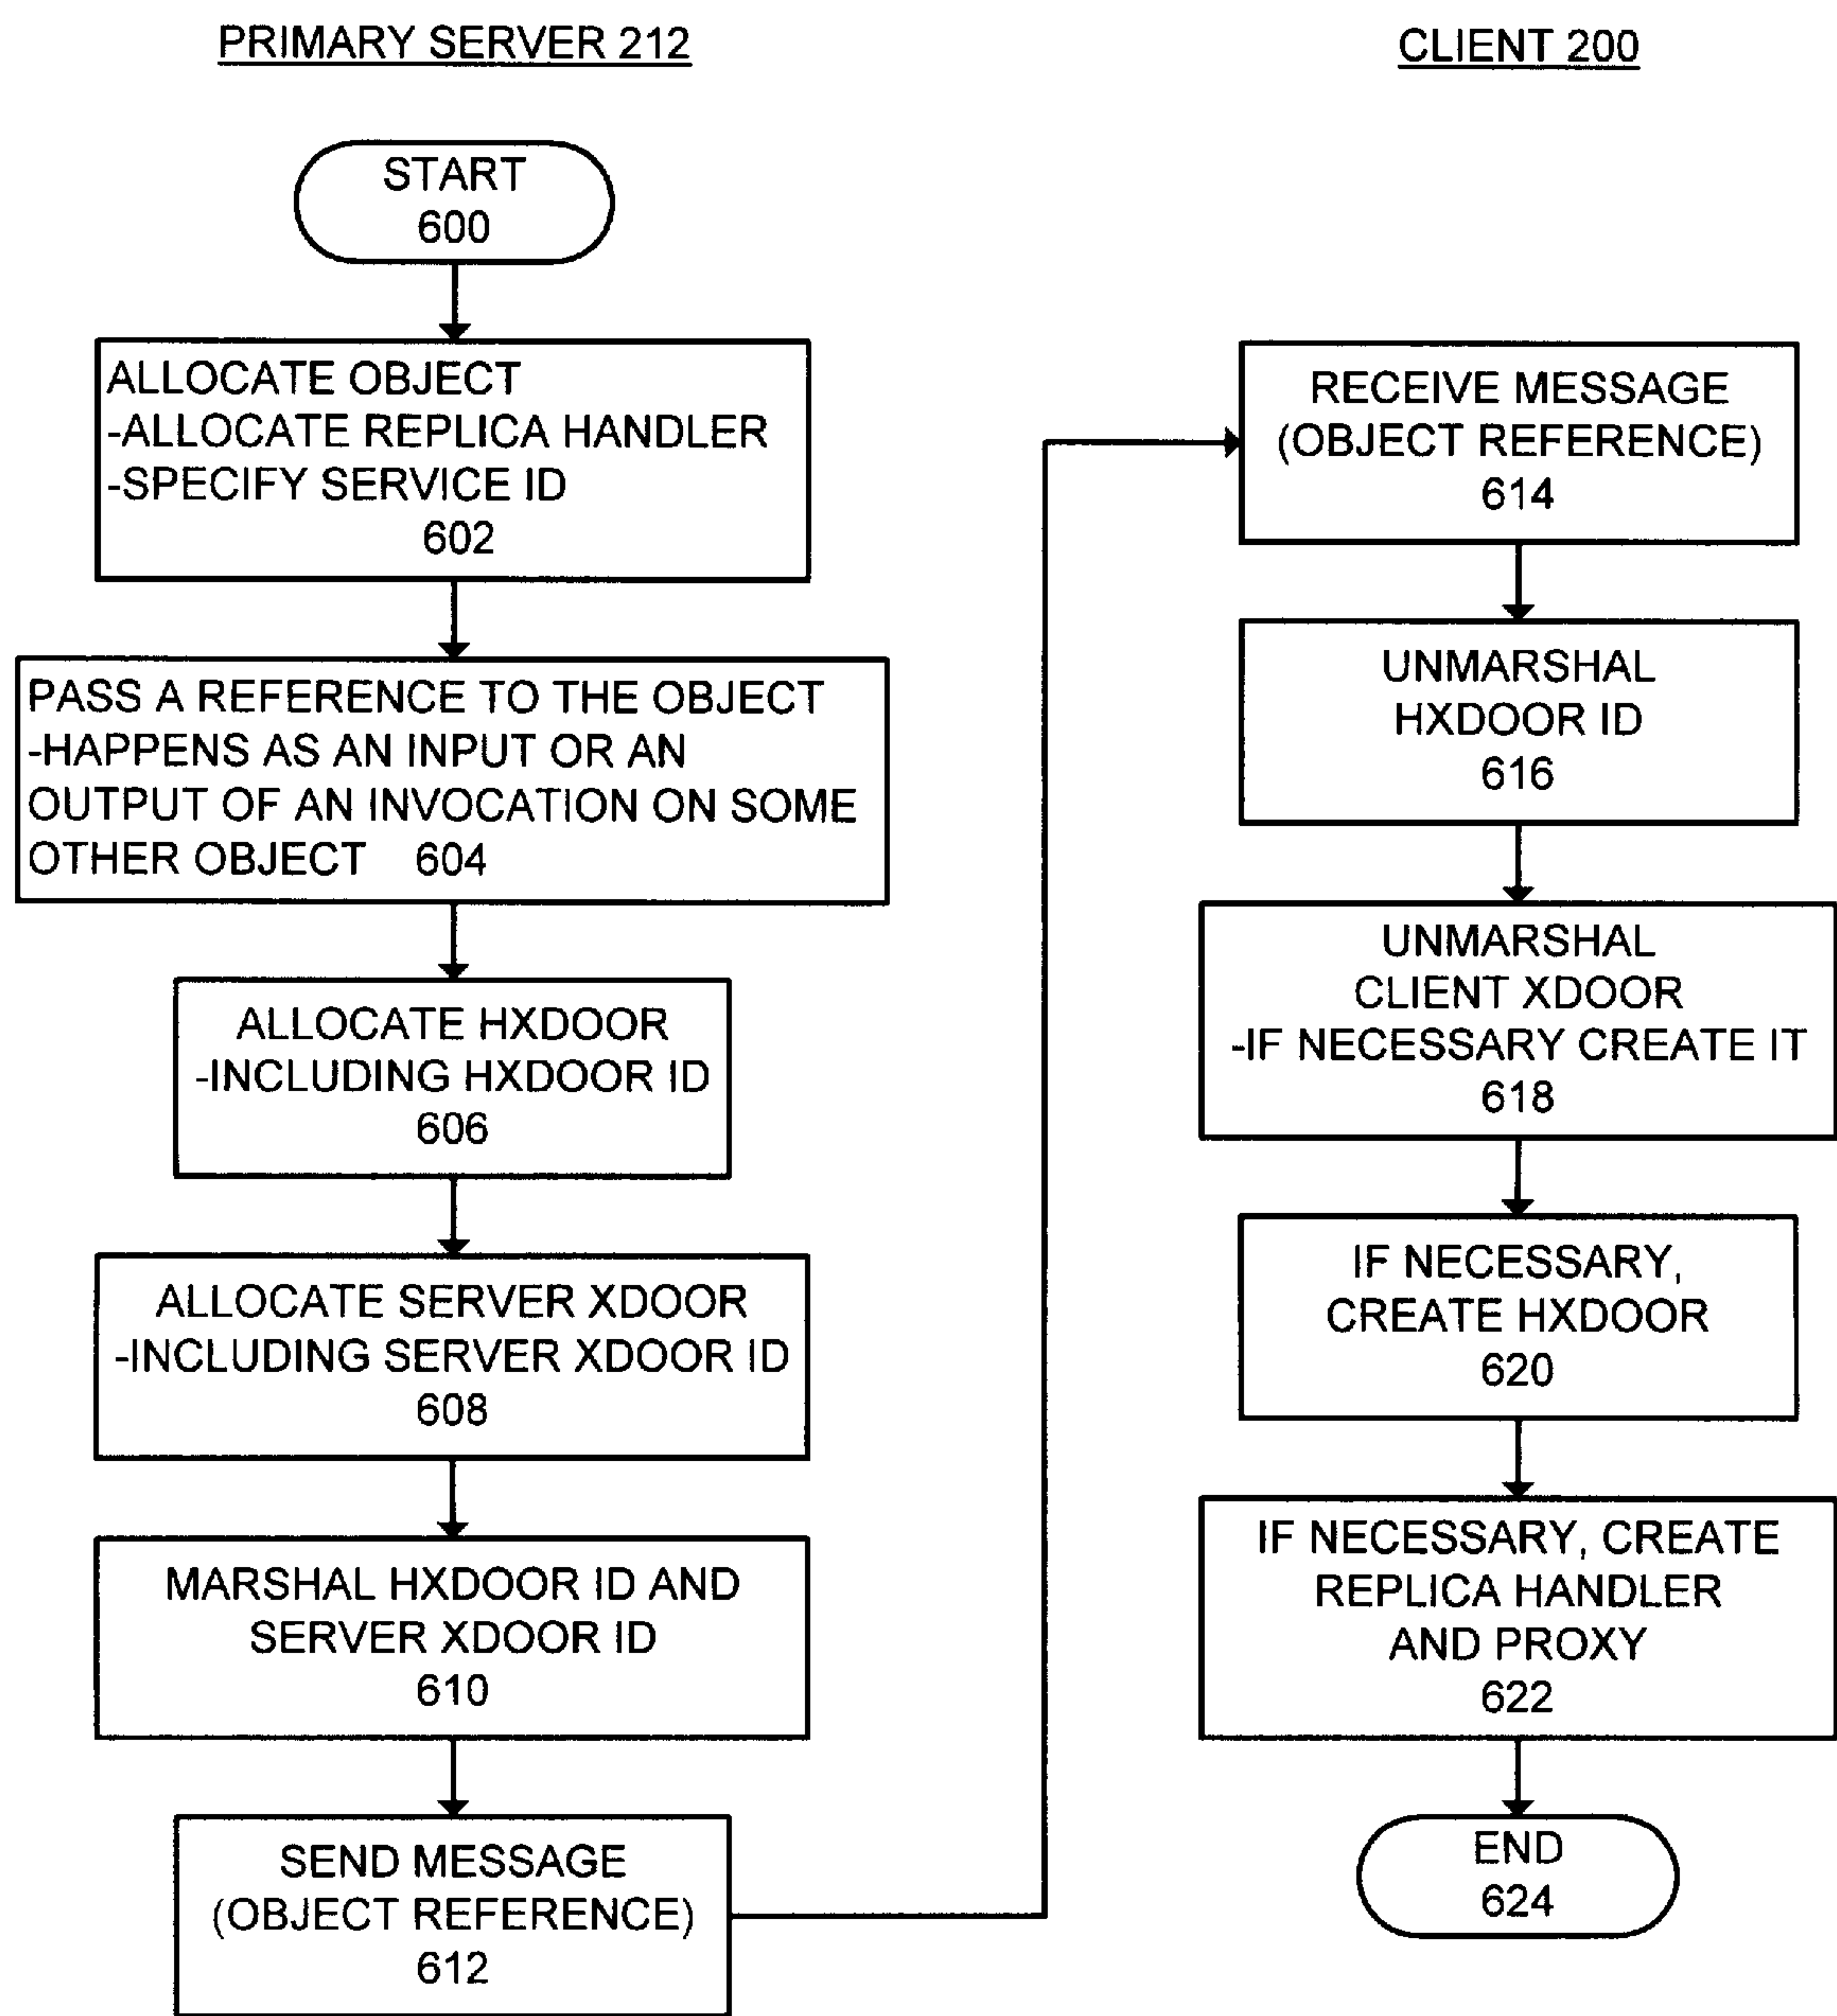 PRIMARY SERVER 212
START
600
ALLOCATE OBJECT
-ALLOCATE REPLICA HANDLER
-SPECIFY SERVICE ID
602
PASS A REFERENCE TO THE OBJECT
-HAPPENS AS AN INPUT OR AN
OUTPUT OF AN INVOCATION ON SOME
OTHER OBJECT 604
ALLOCATE HXDOOR
-INCLUDING HXDOOR ID
606
ALLOCATE SERVER XDOOR
-INCLUDING SERVER XDOOR ID
608
MARSHAL HXDOOR ID AND
SERVER XDOOR ID
610
SEND MESSAGE
(OBJECT REFERENCE)
612
CLIENT 200
RECEIVE MESSAGE
(OBJECT REFERENCE)
614
UNMARSHAL
HXDOOR ID
616
UNMARSHAL
CLIENT XDOOR
-IF NECESSARY CREATE IT
618
IF NECESSARY,
CREATE HXDOOR
620
IF NECESSARY, CREATE
REPLICA HANDLER
AND PROXY
622
END
624